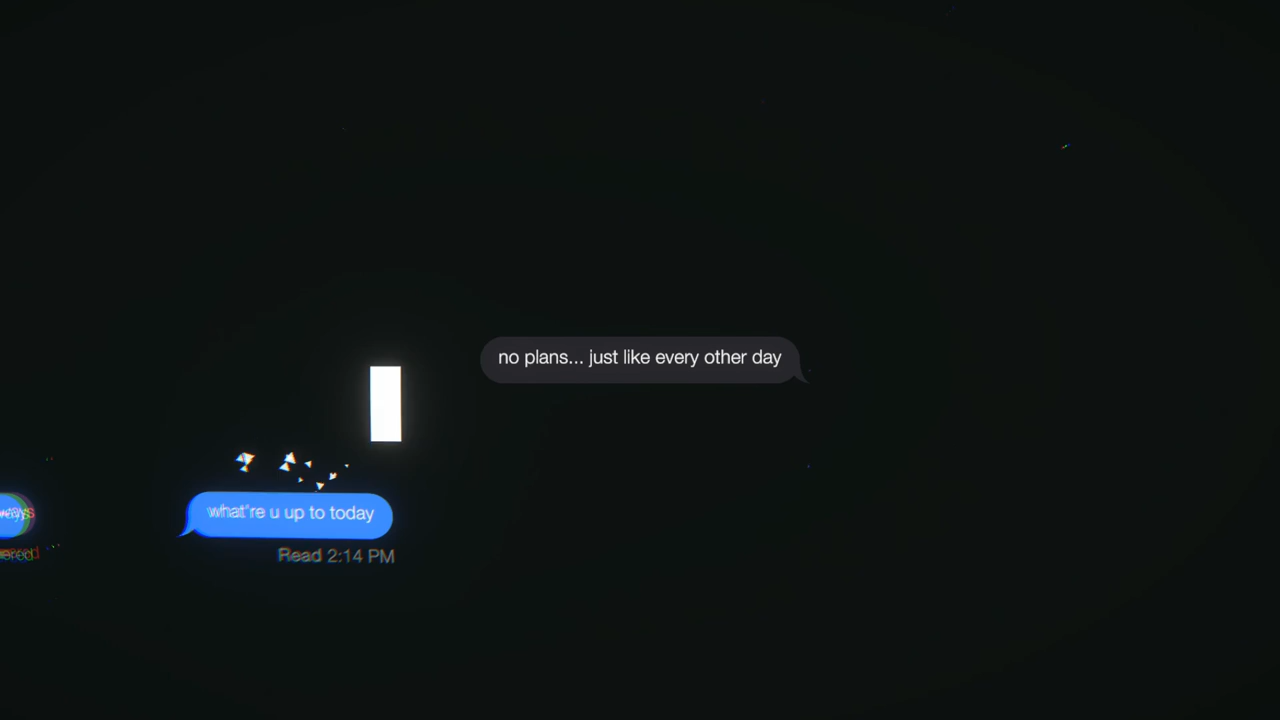 no plans... just like every other day
what're u up to today
Read 2:14 PM